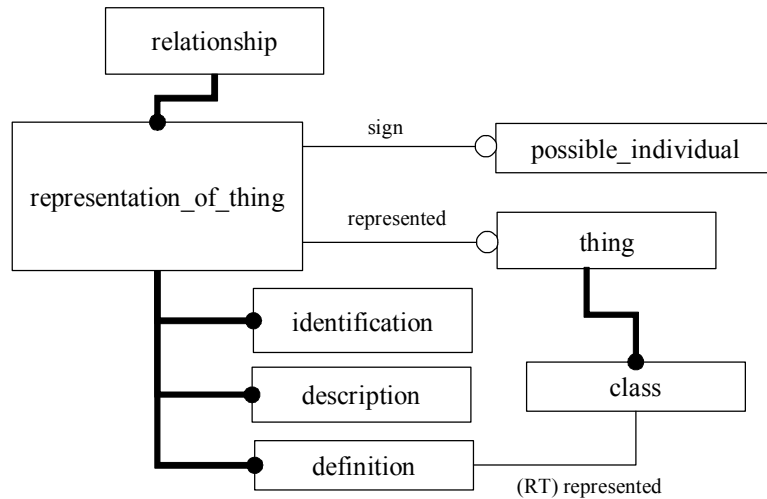 relationship
sign
possible_individual
representation_of_thing
represented
thing
identification
class
description
definition
(RT) represented